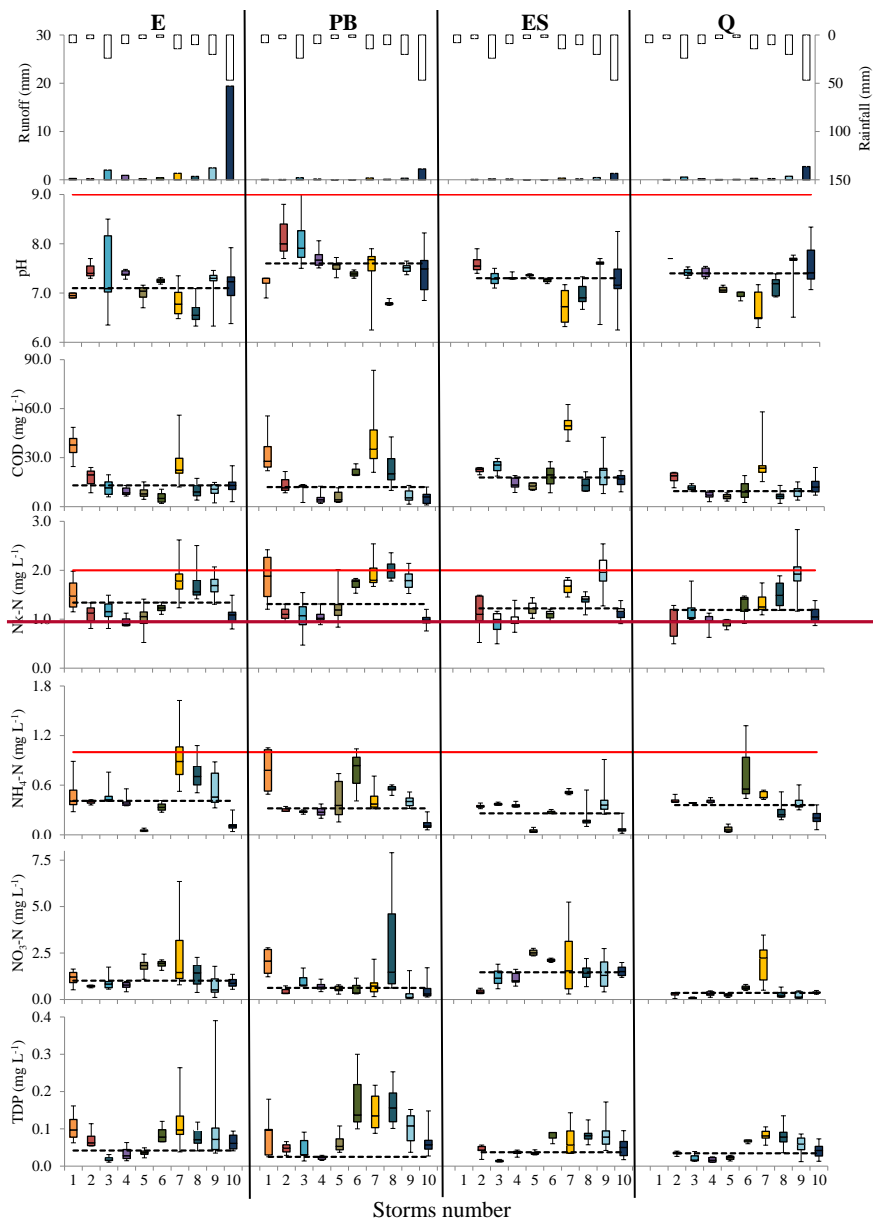 E PB ES Q
30 0
20 50
10 100
0 150
Runoff (mm)
Rainfall (mm)
9.0
8.0
7.0
6.0
pH
90.0
60.0
30.0
0.0
COD (mg L-1)
3.0
2.0
1.0
0.0
Nk-N (mg L-1)
1.8
1.2
0.6
0.0
NH4-N (mg L-1)
7.5
5.0
2.5
0.0
NO3-N (mg L-1)
0.4
0.3
0.2
0.1
0.0
TDP (mg L-1)
1 2 3 4 5 6 7 8 9 10 1 2 3 4 5 6 7 8 9 10 1 2 3 4 5 6 7 8 9 10 1 2 3 4 5 6 7 8 9 10
Storms number